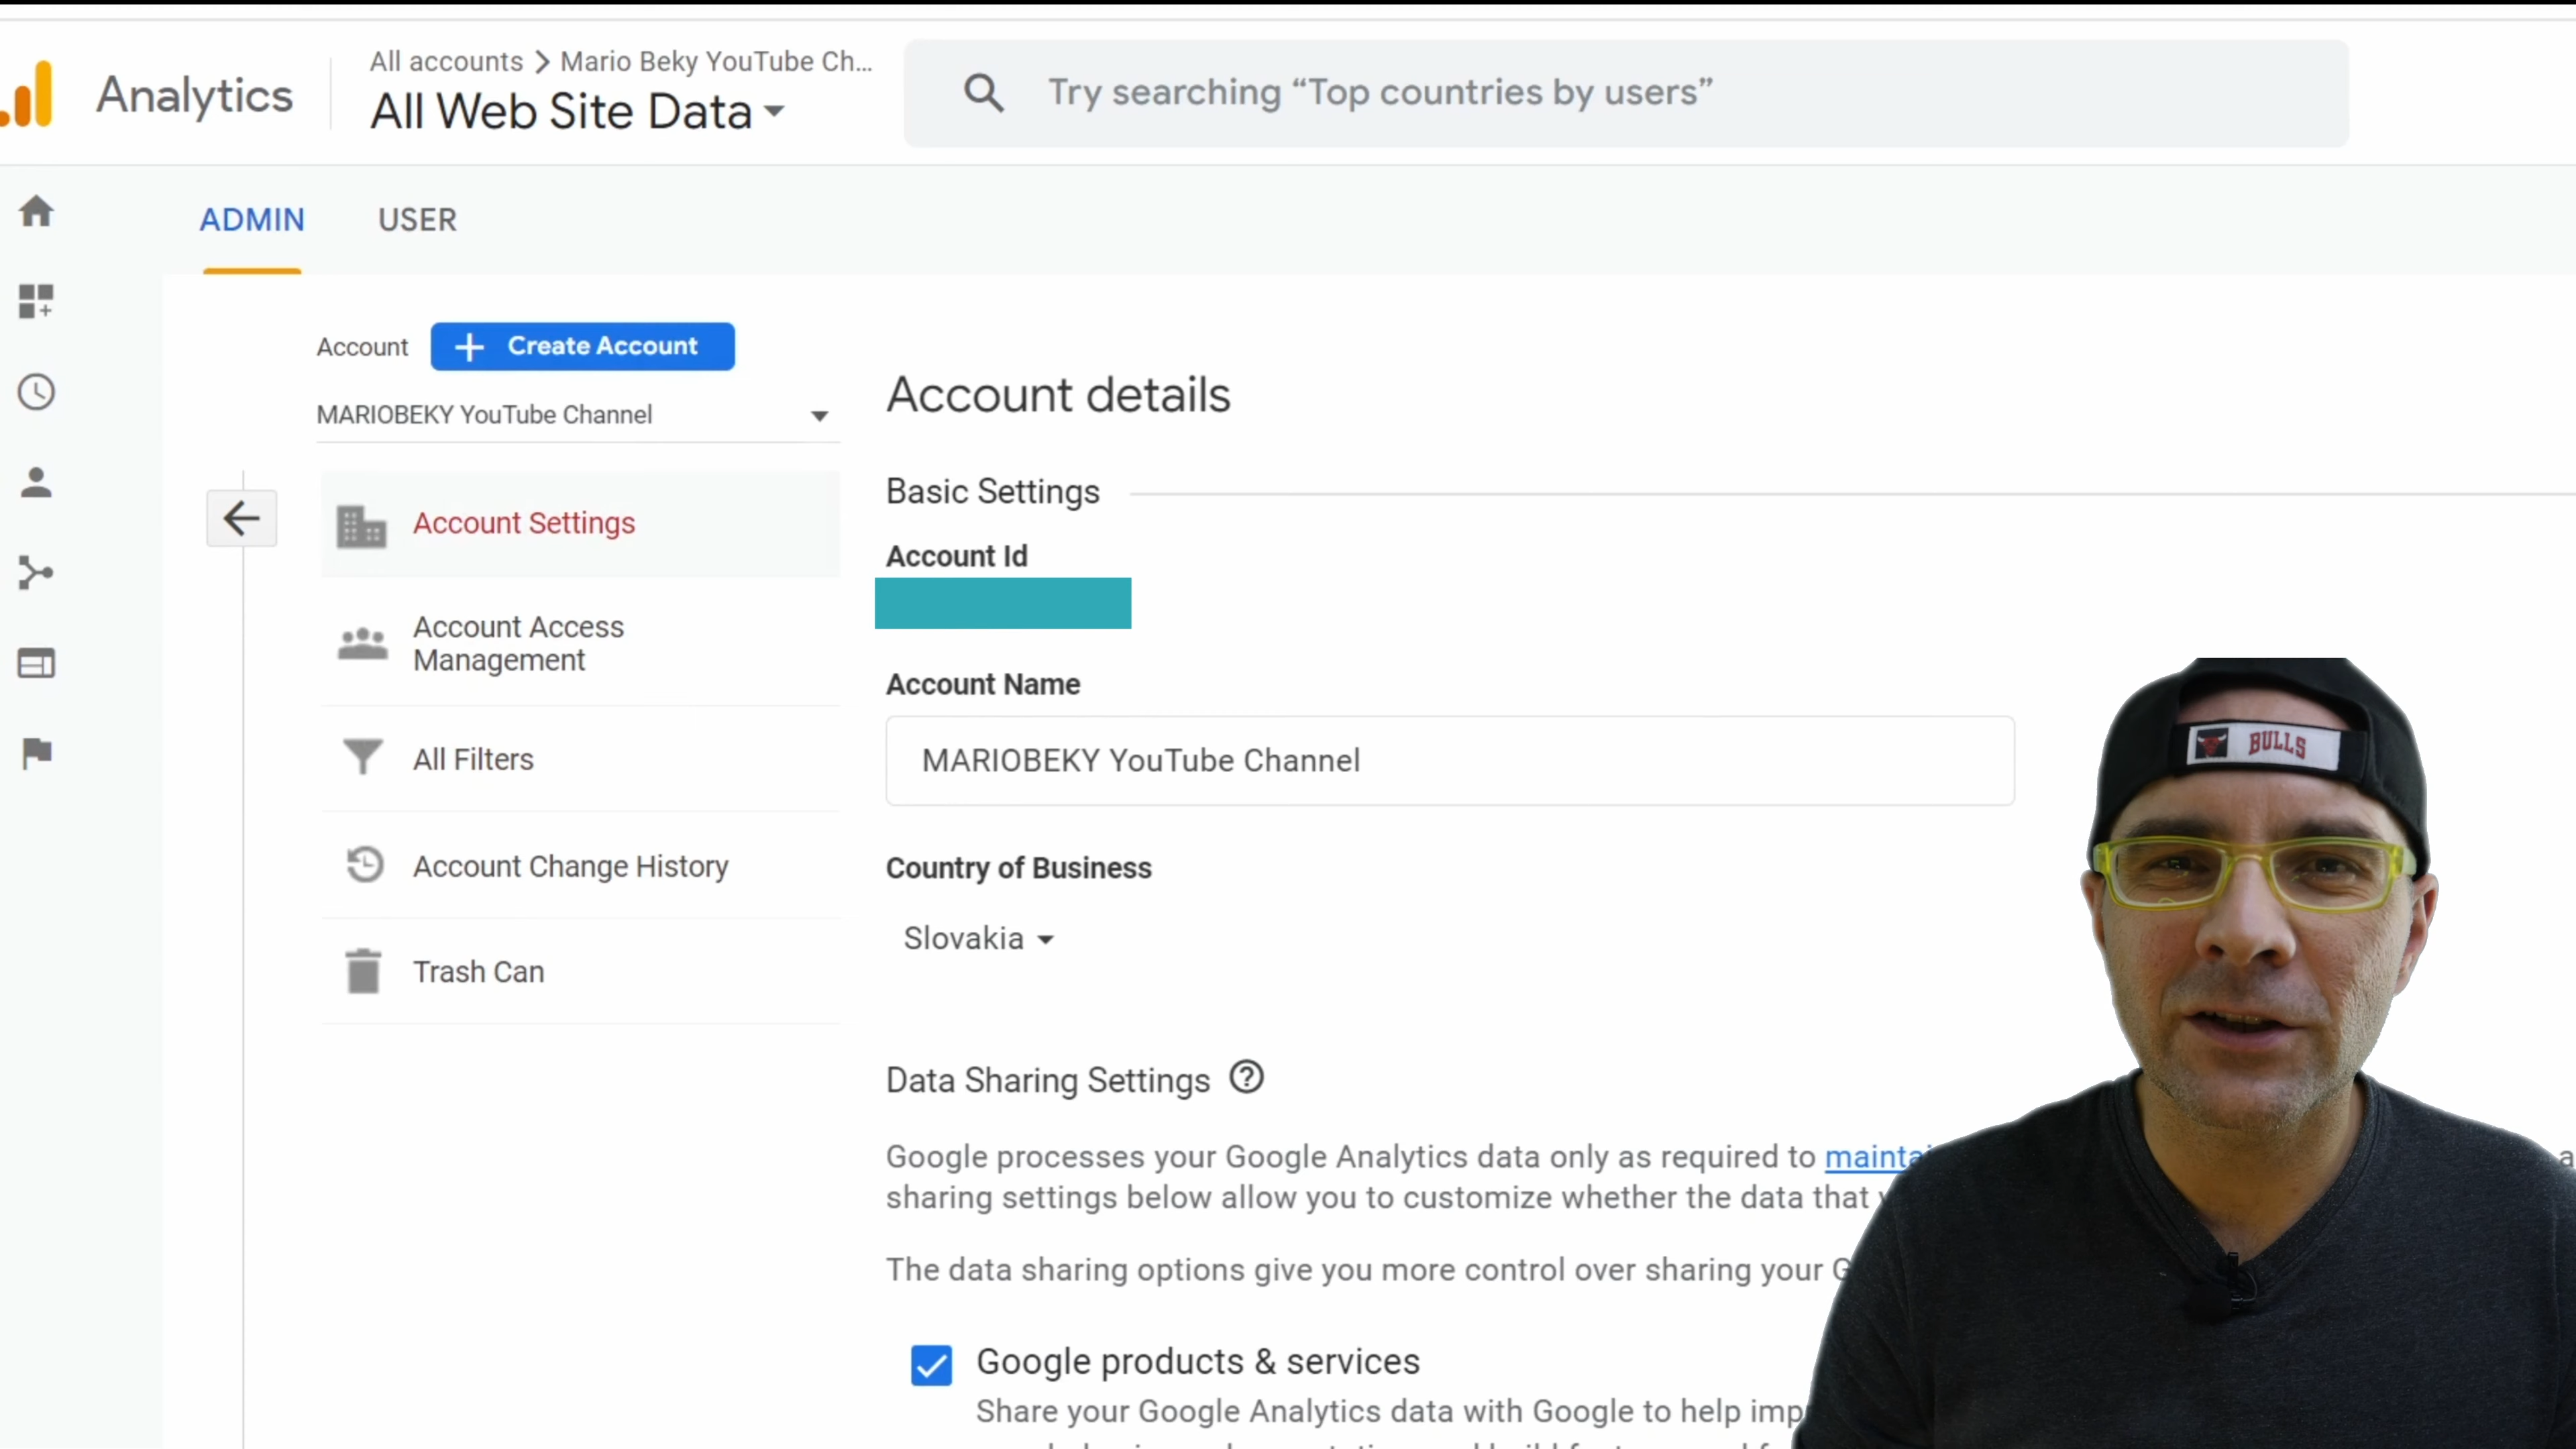 All accounts > Mario Beky YouTube Ch...
Analytics
All Web Site Data
Try searching “Top countries by users”
ADMIN
USER
Account
Create Account
MARIOBEKY YouTube Channel
Account Settings
Account Access
Management
All Filters
Account Change History
Trash Can
Account details
Basic Settings
Account Id
Account Name
MARIOBEKY YouTube Channel
Country of Business
Slovakia
Data Sharing Settings
Google processes your Google Analytics data only as required to
sharing settings below allow you to customize whether the data that
The data sharing options give you more control over sharing your
Google products & services
Share your Google Analytics data with Google to help
BULLS